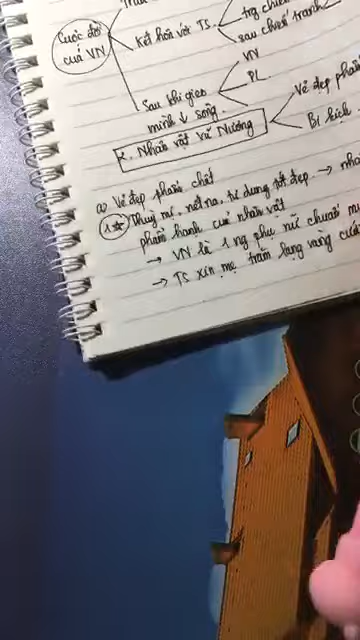 Cuộc đời
của VN
Kết hôn với TS
trg chiến
sau chiến tranh
Sau khi gieo
mình ↓ sông
VN
PL
2. Nhân vật Vũ Nương
Vẻ đẹp phẩm
Bi kịch
a) Vẻ đẹp phẩm chất
1* Thuỳ mị, nết na, tư dung tốt đẹp →
phẩm hạnh của nhân vật
→ VN là 1 ng phụ nữ chuẩn
→ TS xin mẹ trăm lạng vàng cưới